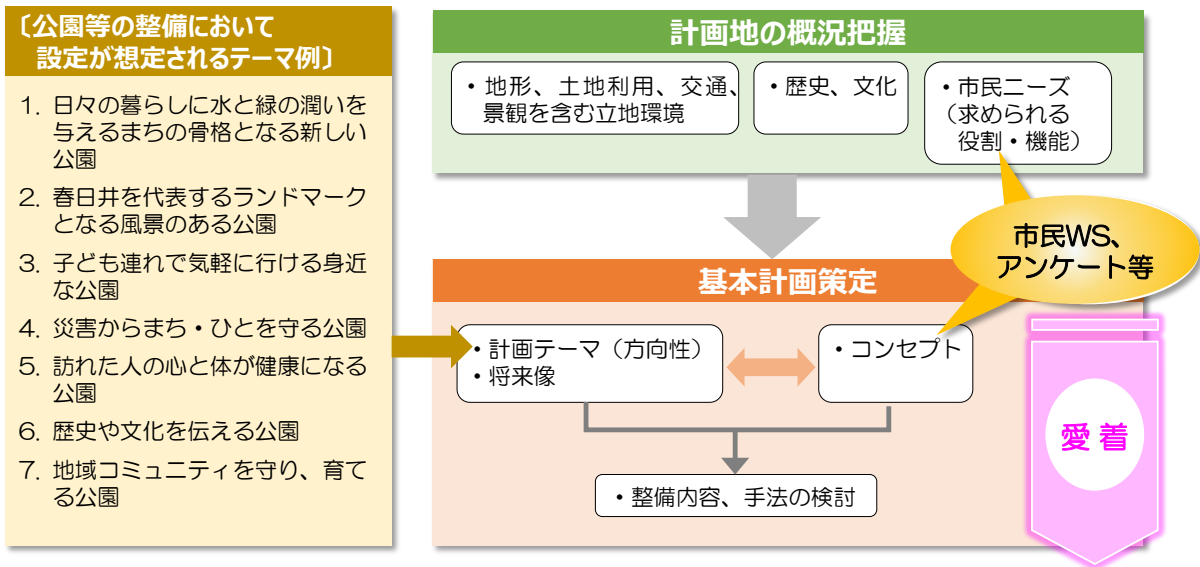 〔公園等の整備において
設定が想定されるテーマ例〕
1. 日々の暮らしに水と緑の潤いを
与えるまちの骨格となる新しい
公園
2. 春日井を代表するランドマーク
となる風景のある公園
3. 子ども連れで気軽に行ける身近
な公園
4. 災害からまち・ひとを守る公園
5. 訪れた人の心と体が健康になる
公園
6. 歴史や文化を伝える公園
7. 地域コミュニティを守り、育て
る公園
計画地の概況把握
・地形、土地利用、交通、
景観を含む立地環境
・歴史、文化
・市民ニーズ
（求められる
役割・機能）
市民WS、
アンケート等
基本計画策定
・計画テーマ（方向性）
・将来像
・コンセプト
・整備内容、手法の検討
愛着